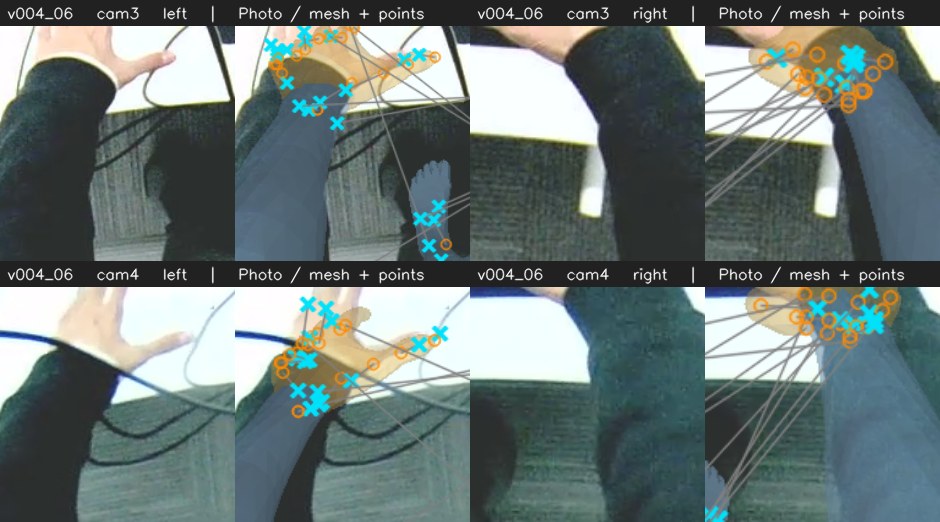 v004_06 cam3 left | Photo / mesh + points
v004_06 cam3 right | Photo / mesh + points
v004_06 cam4 left | Photo / mesh + points
v004_06 cam4 right | Photo / mesh + points